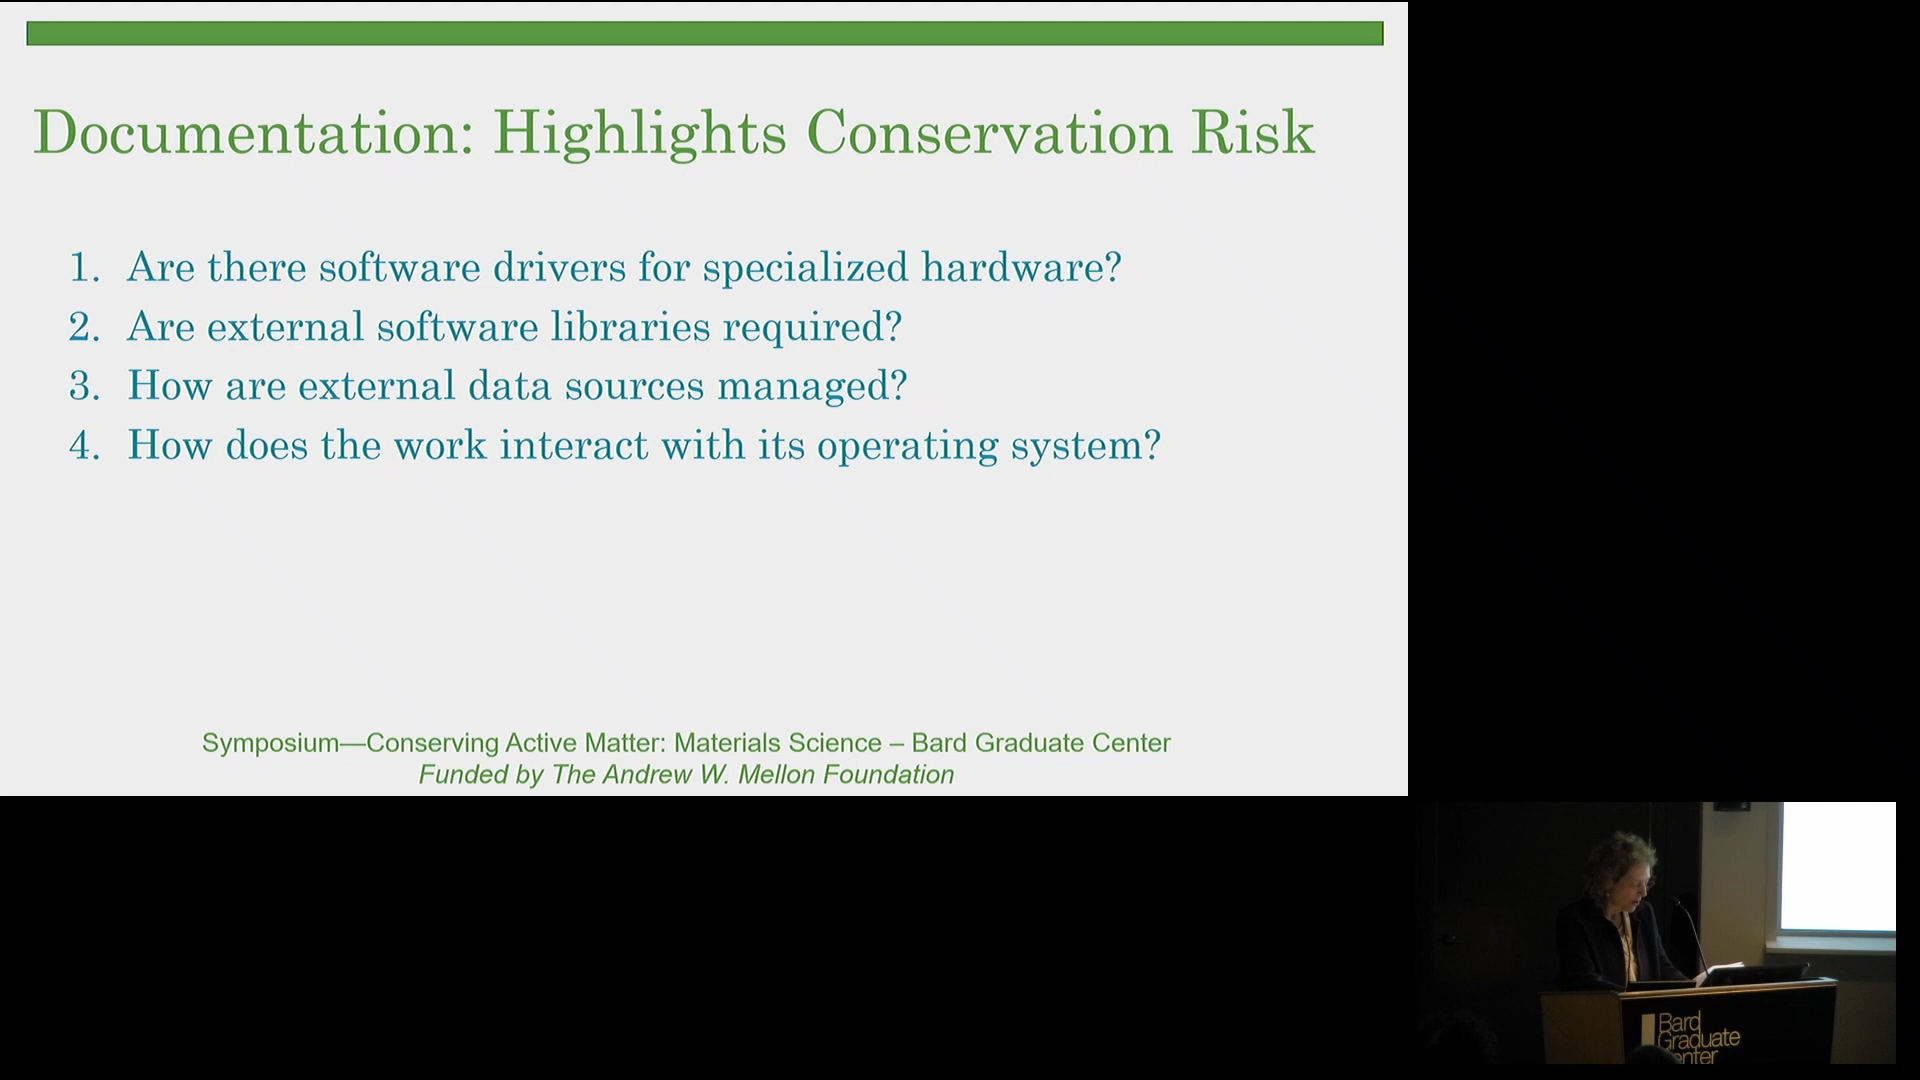 Documentation: Highlights Conservation Risk
1. Are there software drivers for specialized hardware?
2. Are external software libraries required?
3. How are external data sources managed?
4. How does the work interact with its operating system?
Symposium—Conserving Active Matter: Materials Science – Bard Graduate Center
Funded by The Andrew W. Mellon Foundation
Bard
Graduate
Center